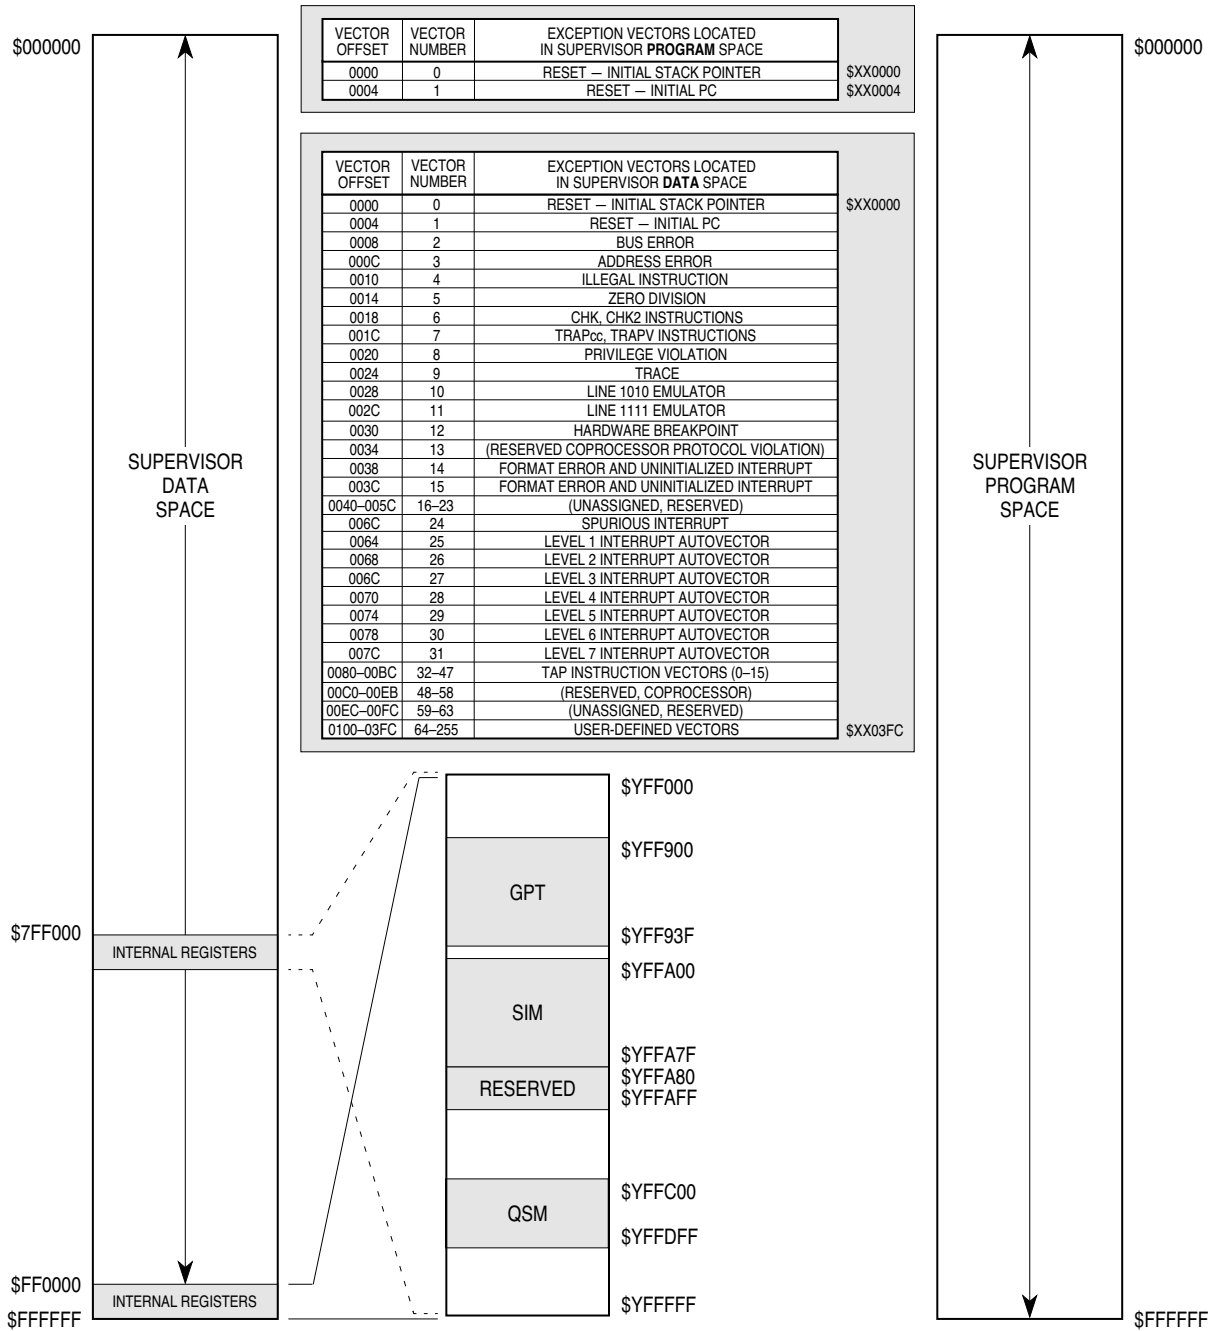 VECTOR OFFSET VECTOR NUMBER EXCEPTION VECTORS LOCATED IN SUPERVISOR PROGRAM SPACE
0000 0 RESET — INITIAL STACK POINTER $XX0000
0004 1 RESET — INITIAL PC $XX0004
$000000
$000000
VECTOR OFFSET VECTOR NUMBER EXCEPTION VECTORS LOCATED IN SUPERVISOR DATA SPACE
0000 0 RESET — INITIAL STACK POINTER $XX0000
0004 1 RESET — INITIAL PC
0008 2 BUS ERROR
000C 3 ADDRESS ERROR
0010 4 ILLEGAL INSTRUCTION
0014 5 ZERO DIVISION
0018 6 CHK, CHK2 INSTRUCTIONS
001C 7 TRAPcc, TRAPV INSTRUCTIONS
0020 8 PRIVILEGE VIOLATION
0024 9 TRACE
0028 10 LINE 1010 EMULATOR
002C 11 LINE 1111 EMULATOR
0030 12 HARDWARE BREAKPOINT
0034 13 (RESERVED COPROCESSOR PROTOCOL VIOLATION)
0038 14 FORMAT ERROR AND UNINITIALIZED INTERRUPT
003C 15 FORMAT ERROR AND UNINITIALIZED INTERRUPT
0040–005C 16–23 (UNASSIGNED, RESERVED)
006C 24 SPURIOUS INTERRUPT
0064 25 LEVEL 1 INTERRUPT AUTOVECTOR
0068 26 LEVEL 2 INTERRUPT AUTOVECTOR
006C 27 LEVEL 3 INTERRUPT AUTOVECTOR
0070 28 LEVEL 4 INTERRUPT AUTOVECTOR
0074 29 LEVEL 5 INTERRUPT AUTOVECTOR
0078 30 LEVEL 6 INTERRUPT AUTOVECTOR
007C 31 LEVEL 7 INTERRUPT AUTOVECTOR
0080–00BC 32–47 TAP INSTRUCTION VECTORS (0–15)
00C0–00EB 48–58 (RESERVED, COPROCESSOR)
00EC–00FC 59–63 (UNASSIGNED, RESERVED)
0100–03FC 64–255 USER-DEFINED VECTORS $XX03FC
SUPERVISOR
DATA
SPACE
SUPERVISOR
PROGRAM
SPACE
$YFF000
$YFF900
GPT
$YFF93F
$7FF000
INTERNAL REGISTERS
$YFFA00
SIM
$YFFA7F
$YFFA80
RESERVED
$YFFAFF
$YFFC00
QSM
$YFFDFF
$FF0000
INTERNAL REGISTERS
$YFFFFF
$FFFFFF
$FFFFFF